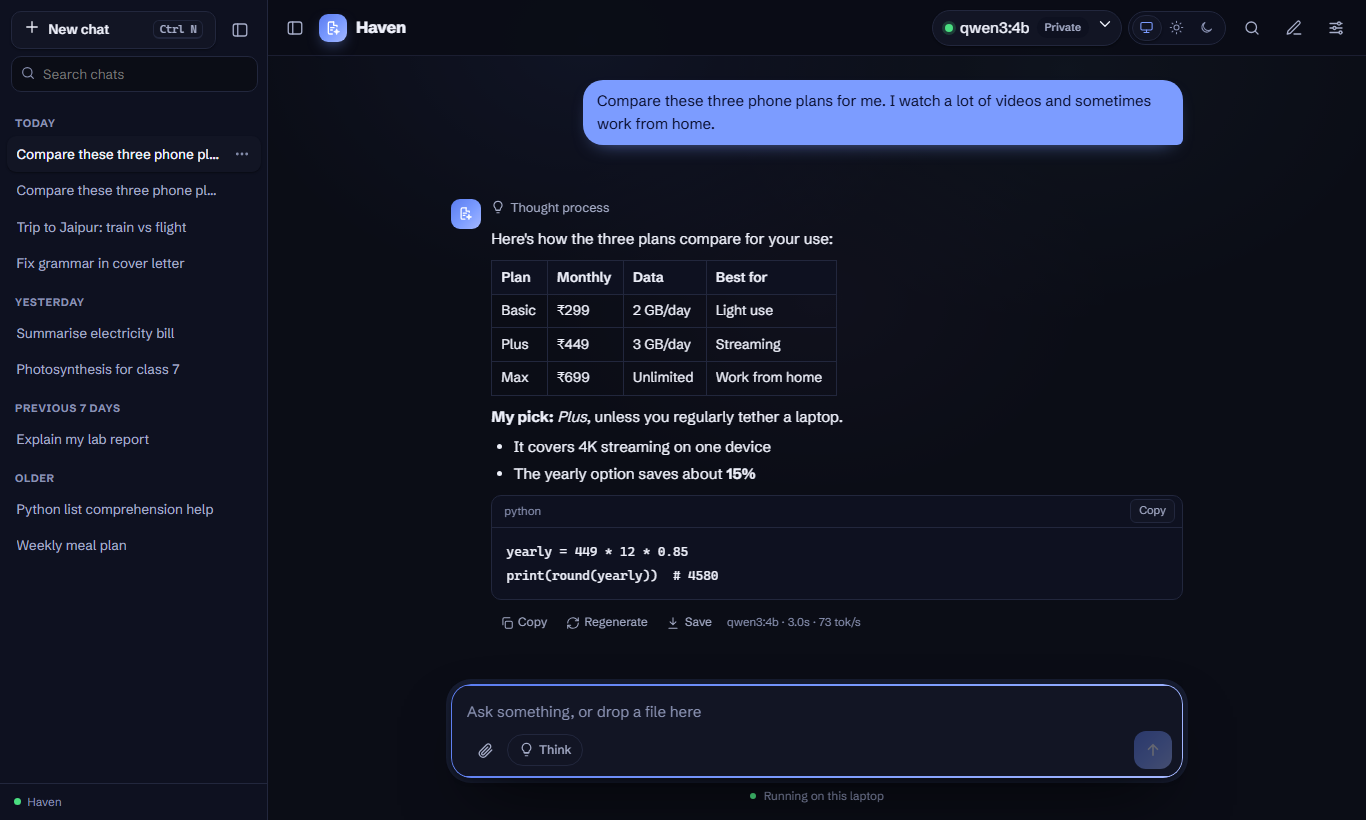 New chat
Ctrl N
Search chats
TODAY
Compare these three phone pl...
Compare these three phone pl...
Trip to Jaipur: train vs flight
Fix grammar in cover letter
YESTERDAY
Summarise electricity bill
Photosynthesis for class 7
PREVIOUS 7 DAYS
Explain my lab report
OLDER
Python list comprehension help
Weekly meal plan
Haven
Haven
qwen3:4b Private
Compare these three phone plans for me. I watch a lot of videos and sometimes
work from home.
Thought process
Here's how the three plans compare for your use:
Plan Monthly Data Best for
Basic ₹299 2 GB/day Light use
Plus ₹449 3 GB/day Streaming
Max ₹699 Unlimited Work from home
My pick: Plus, unless you regularly tether a laptop.
• It covers 4K streaming on one device
• The yearly option saves about 15%
python Copy
yearly = 449 * 12 * 0.85
print(round(yearly))  # 4580
Copy Regenerate Save qwen3:4b · 3.0s · 73 tok/s
Ask something, or drop a file here
Think
Running on this laptop